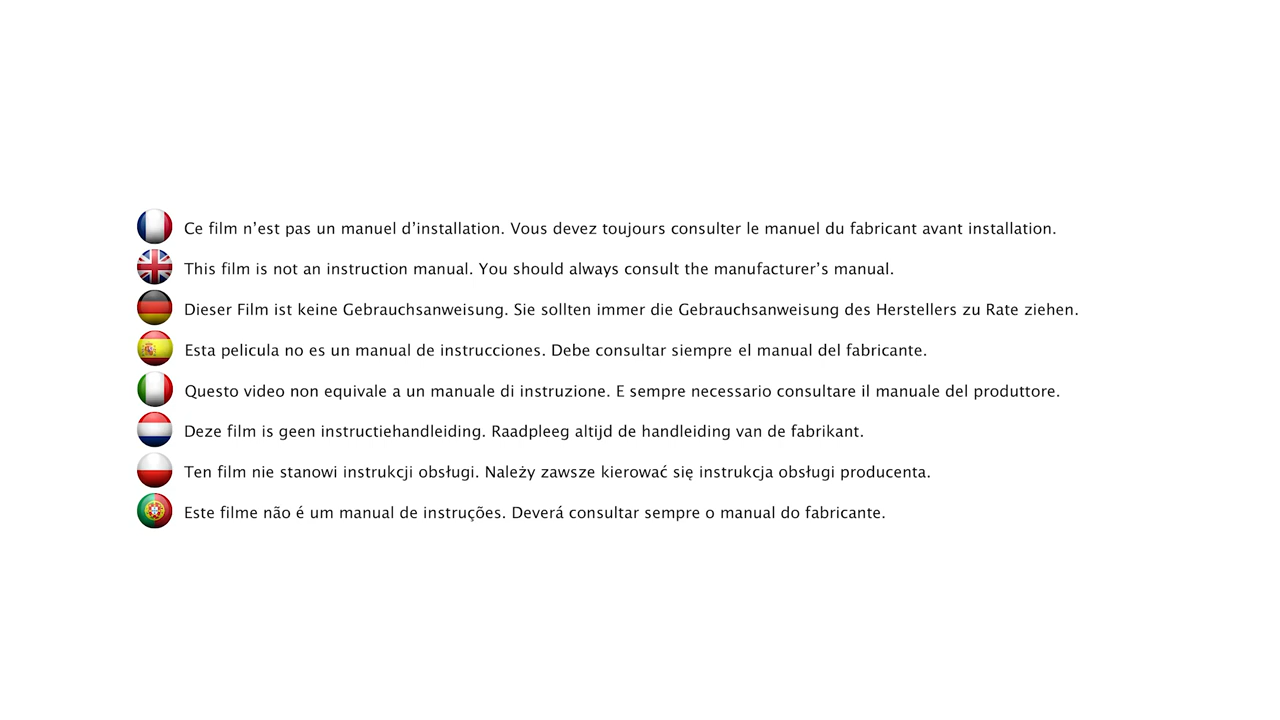 Ce film n’est pas un manuel d’installation. Vous devez toujours consulter le manuel du fabricant avant installation.
This film is not an instruction manual. You should always consult the manufacturer’s manual.
Dieser Film ist keine Gebrauchsanweisung. Sie sollten immer die Gebrauchsanweisung des Herstellers zu Rate ziehen.
Esta pelicula no es un manual de instrucciones. Debe consultar siempre el manual del fabricante.
Questo video non equivale a un manuale di instruzione. E sempre necessario consultare il manuale del produttore.
Deze film is geen instructiehandleiding. Raadpleeg altijd de handleiding van de fabrikant.
Ten film nie stanowi instrukcji obsługi. Należy zawsze kierować się instrukcja obsługi producenta.
Este filme não é um manual de instruções. Deverá consultar sempre o manual do fabricante.